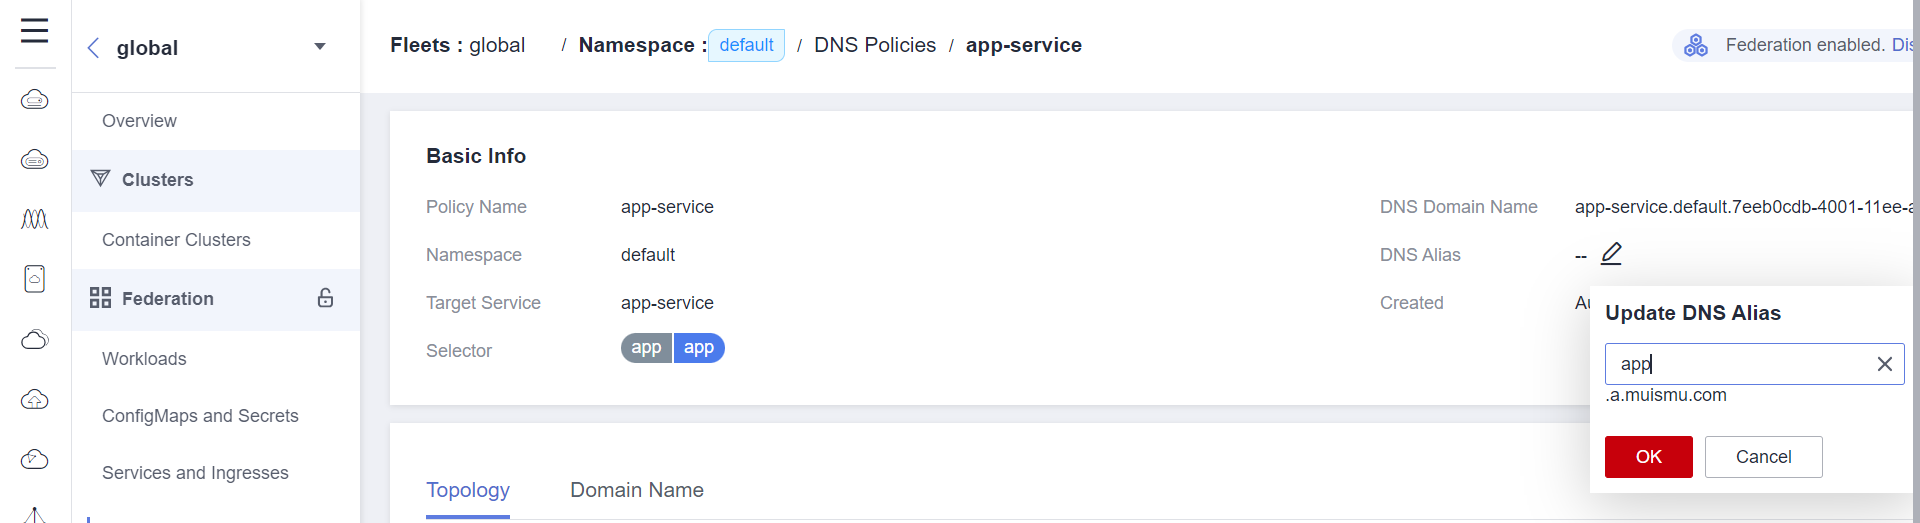 global
Overview
Clusters
Container Clusters
Federation
Workloads
ConfigMaps and Secrets
Services and Ingresses
Fleets : global / Namespace : default / DNS Policies / app-service
Federation enabled. Dis
Basic Info
Policy Name app-service
Namespace default
Target Service app-service
Selector app app
DNS Domain Name app-service.default.7eeb0cdb-4001-11ee-a
DNS Alias --
Created Au
Update DNS Alias
app
.a.muismu.com
OK Cancel
Topology Domain Name